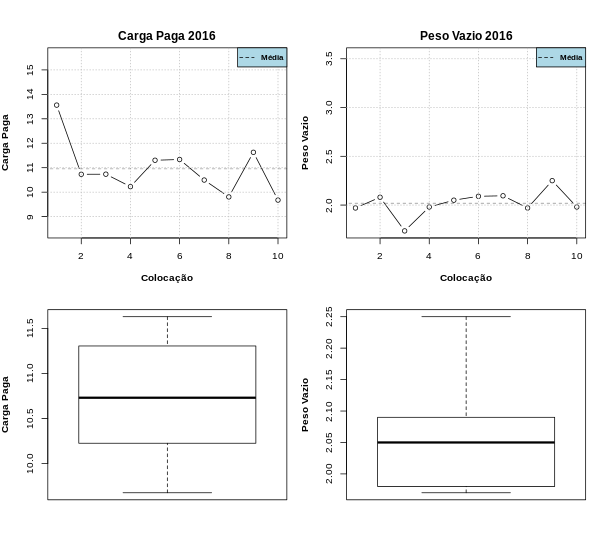 Carga Paga 2016
Média
Carga Paga
9 10 11 12 13 14 15
2 4 6 8 10
Colocação
Peso Vazio 2016
Média
Peso Vazio
2.0 2.5 3.0 3.5
2 4 6 8 10
Colocação
Carga Paga
10.0 10.5 11.0 11.5
Peso Vazio
2.00 2.05 2.10 2.15 2.20 2.25